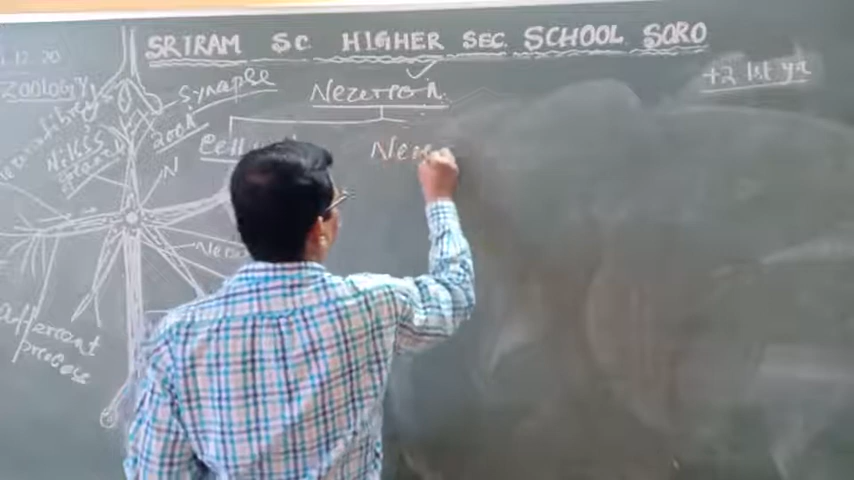 SRIRAM SC HIGHER SEC SCHOOL SORO
12.20
Zoology
+2 1st yr
Synapse
Neuron
200Å
Nissl's
N
Cell
Neu
Afferent
process